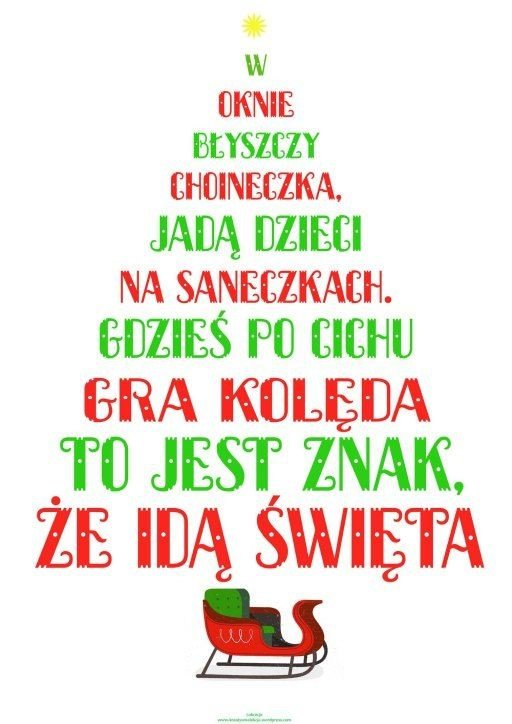 W
OKNIE
BŁYSZCZY
CHOINECZKA,
JADĄ DZIECI
NA SANECZKACH.
GDZIEŚ PO CICHU
GRA KOLĘDA
TO JEST ZNAK,
ŻE IDĄ ŚWIĘTA